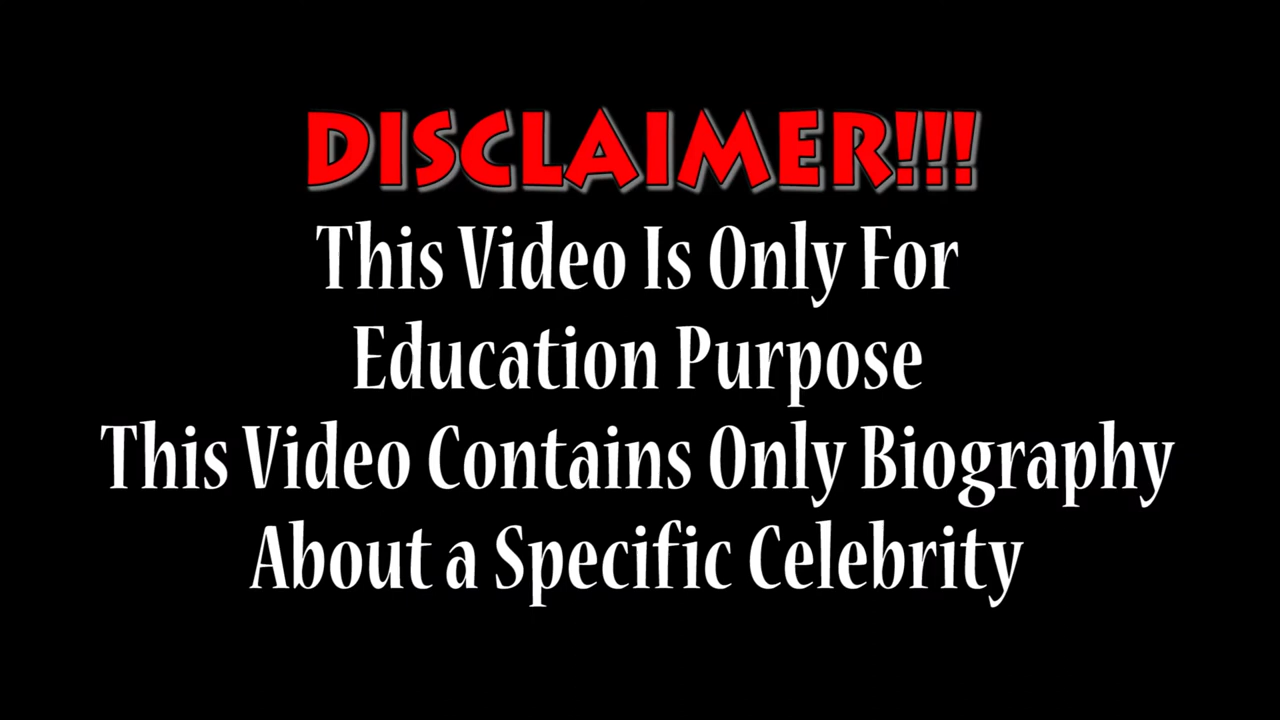 DISCLAIMER!!!
This Video Is Only For
Education Purpose
This Video Contains Only Biography
About a Specific Celebrity